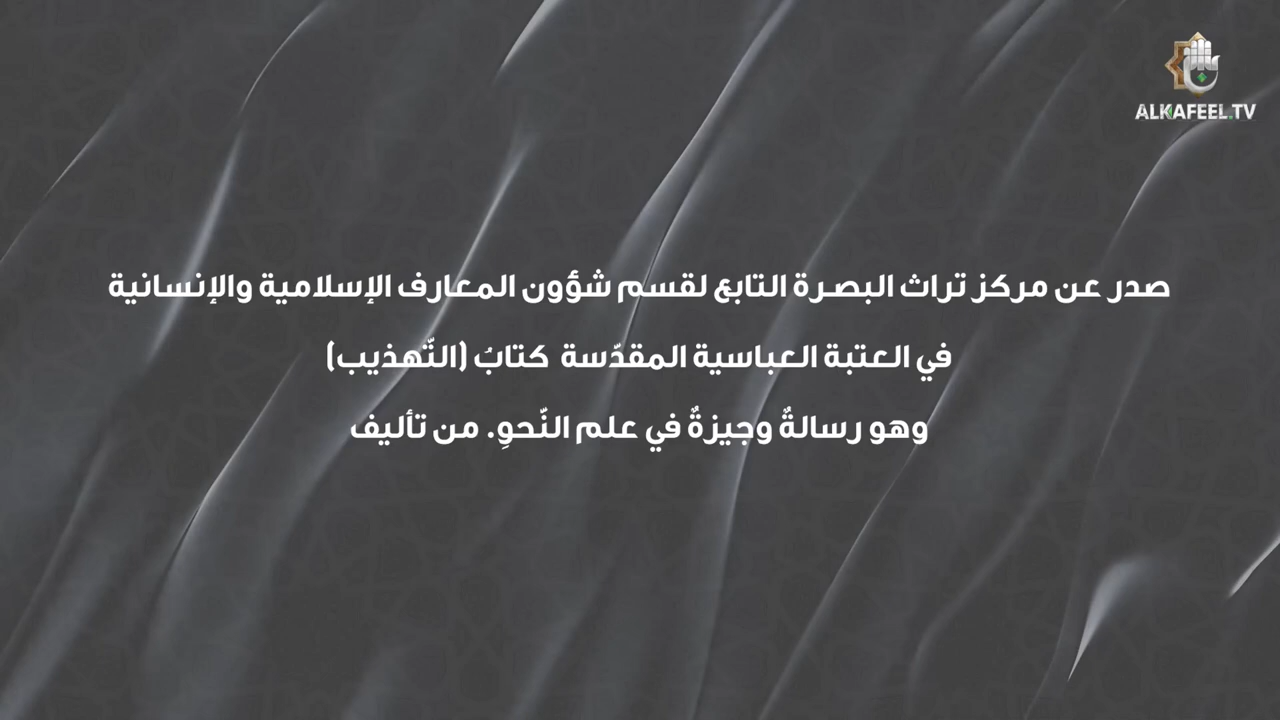 ALKAFEEL.TV
صدر عن مركز تراث البصرة التابع لقسم شؤون المعارف الإسلامية والإنسانية
في العتبة العباسية المقدّسة كتابُ (التّهذيب)
وهو رسالةٌ وجيزةٌ في علم النّحوِ. من تأليف